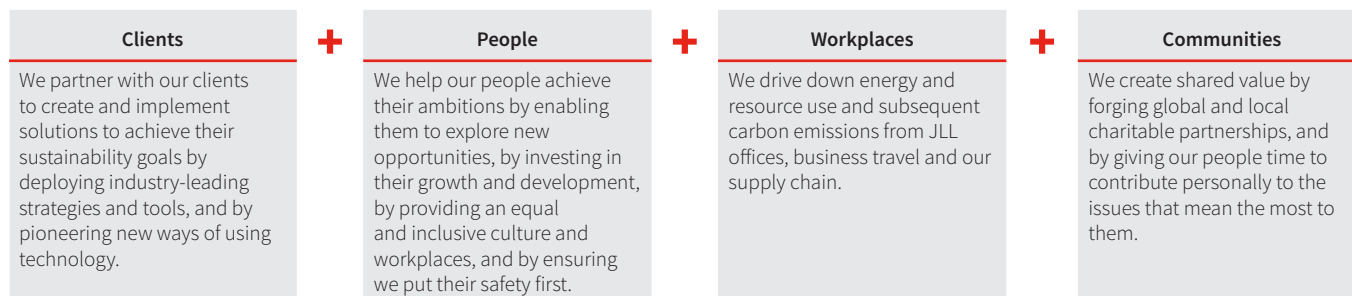 Clients
We partner with our clients
to create and implement
solutions to achieve their
sustainability goals by
deploying industry-leading
strategies and tools, and by
pioneering new ways of using
technology.
+
People
We help our people achieve
their ambitions by enabling
them to explore new
opportunities, by investing in
their growth and development,
by providing an equal
and inclusive culture and
workplaces, and by ensuring
we put their safety first.
+
Workplaces
We drive down energy and
resource use and subsequent
carbon emissions from JLL
offices, business travel and our
supply chain.
+
Communities
We create shared value by
forging global and local
charitable partnerships, and
by giving our people time to
contribute personally to the
issues that mean the most to
them.